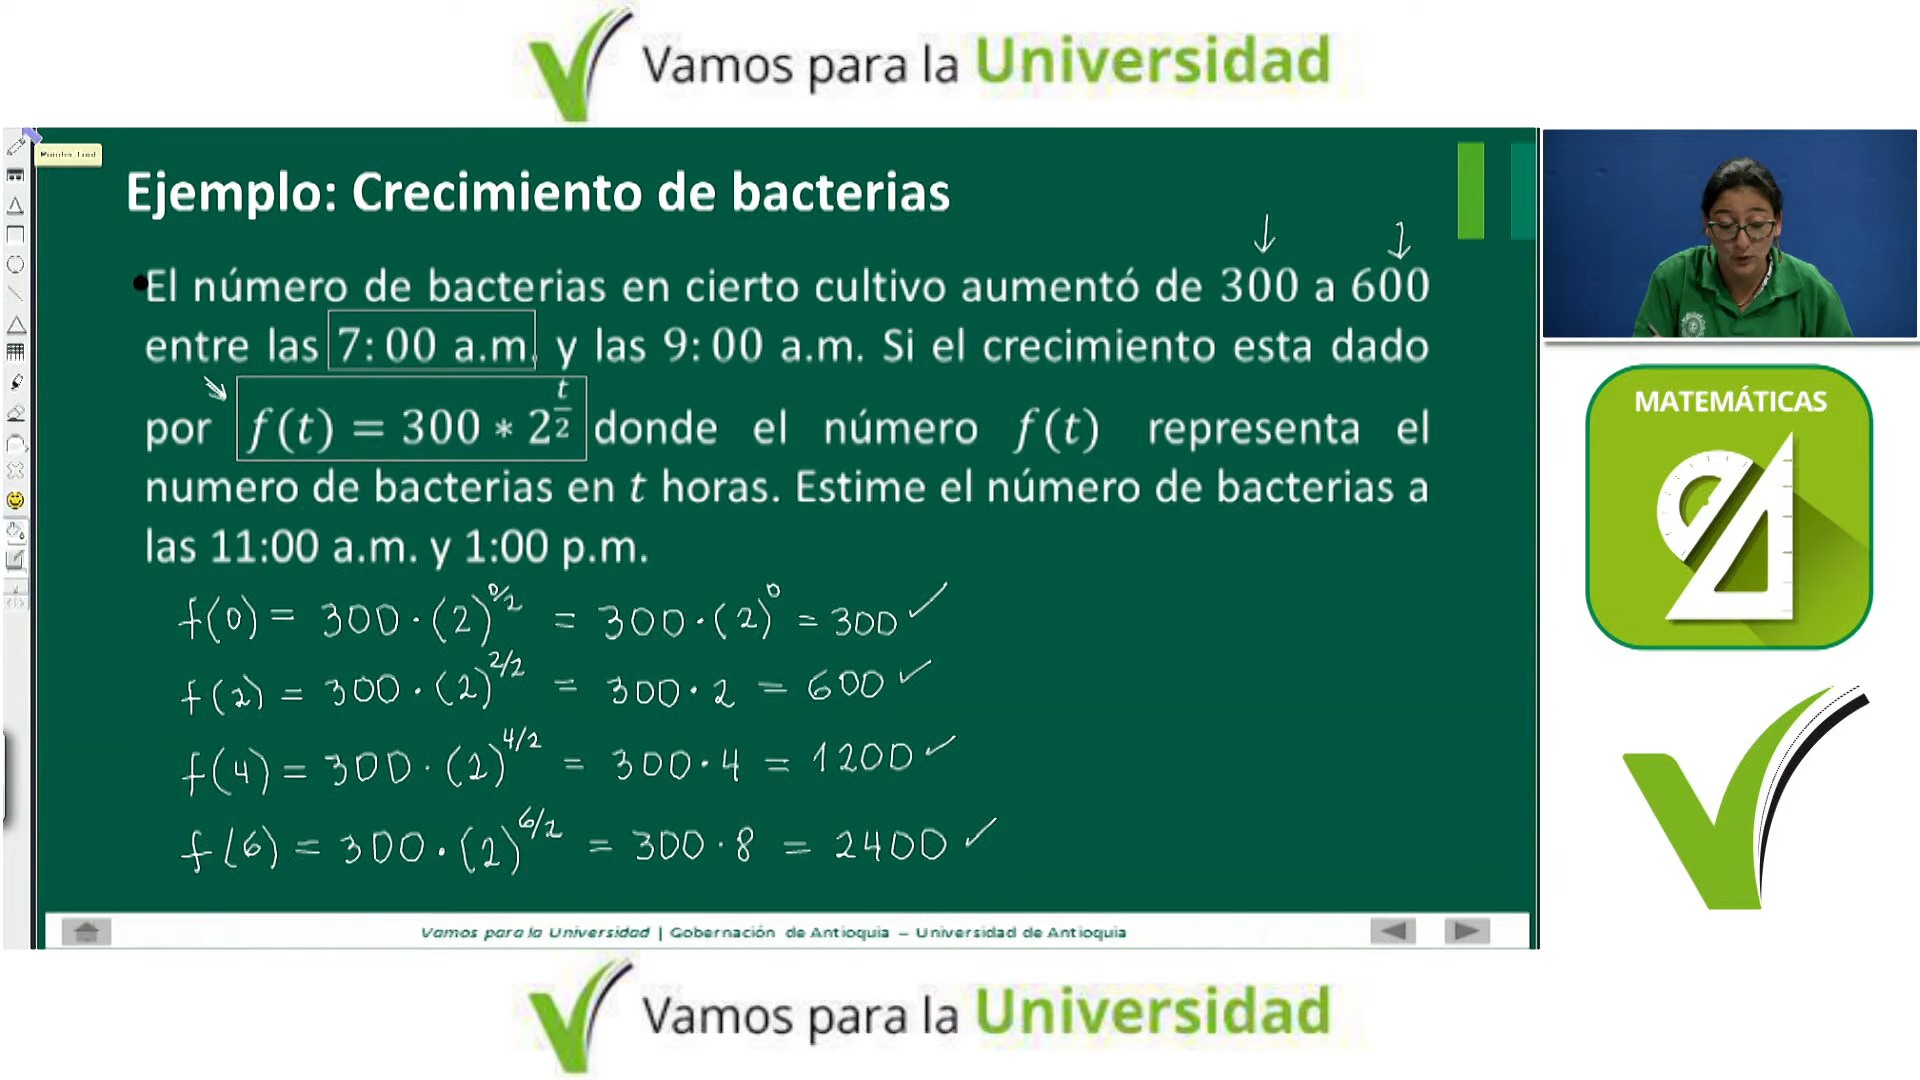 Vamos para la Universidad
Ejemplo: Crecimiento de bacterias
•El número de bacterias en cierto cultivo aumentó de 300 a 600
entre las 7:00 a.m. y las 9:00 a.m. Si el crecimiento esta dado
por f(t) = 300 ∗ 2^(t/2) donde el número f(t) representa el
numero de bacterias en t horas. Estime el número de bacterias a
las 11:00 a.m. y 1:00 p.m.
f(0) = 300 · (2)^(0/2) = 300 · (2)^0 = 300 ✓
f(2) = 300 · (2)^(2/2) = 300 · 2 = 600 ✓
f(4) = 300 · (2)^(4/2) = 300 · 4 = 1200 ✓
f(6) = 300 · (2)^(6/2) = 300 · 8 = 2400 ✓
Vamos para la Universidad | Gobernación de Antioquia – Universidad de Antioquia
MATEMÁTICAS
Vamos para la Universidad